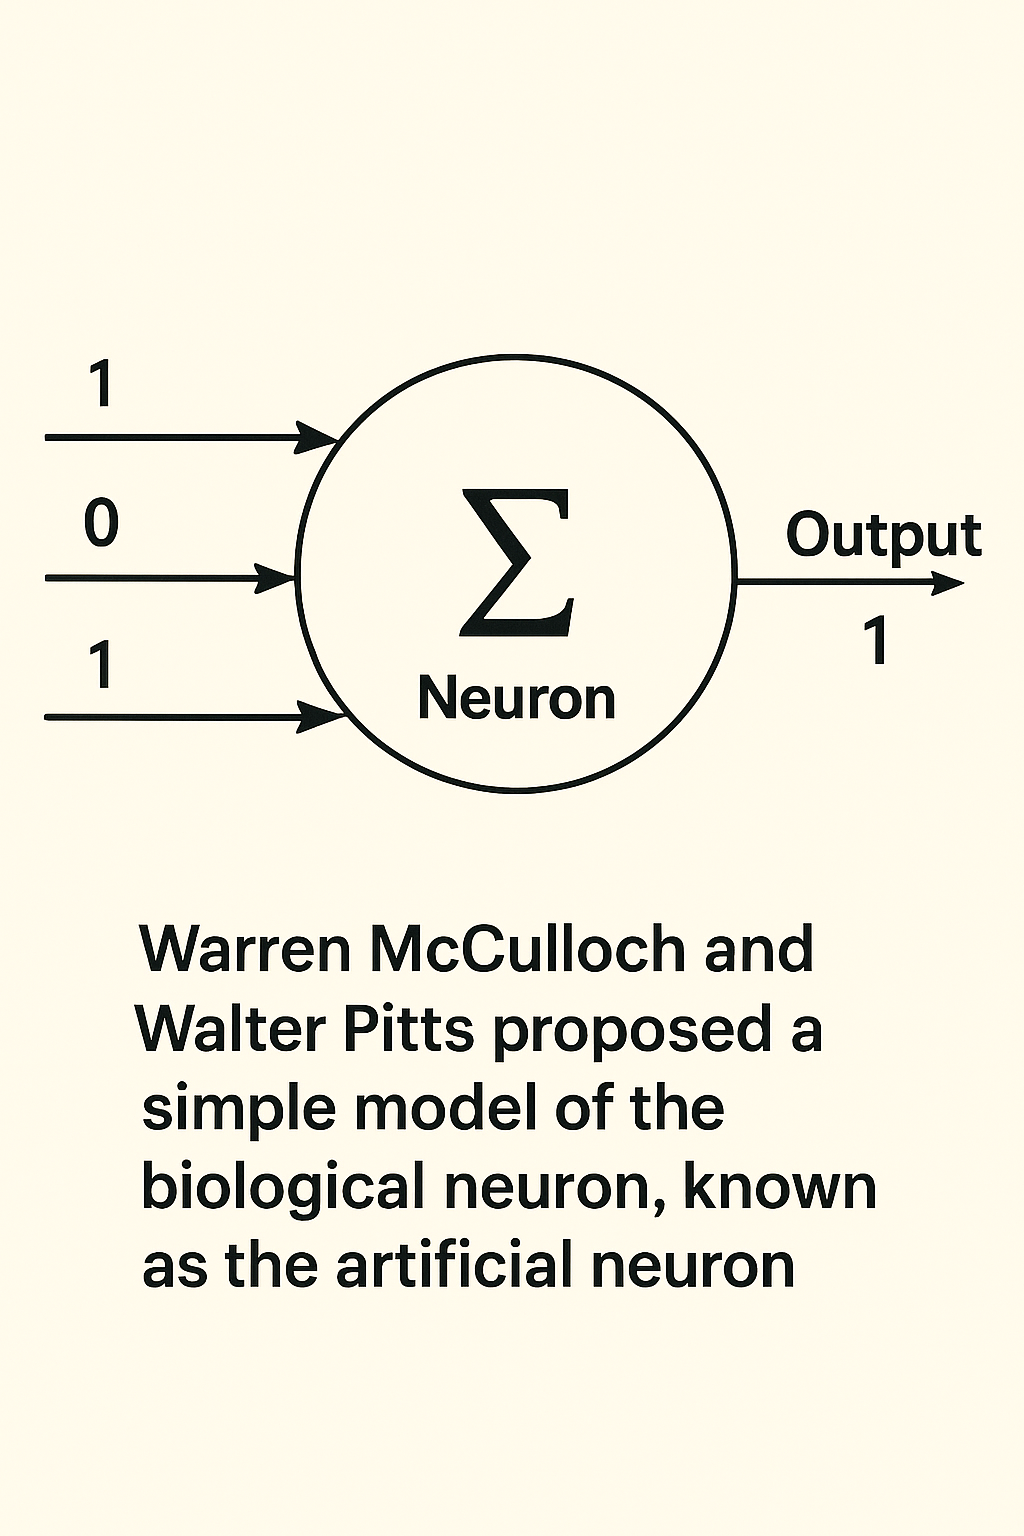 1
0
1
Σ
Neuron
Output
1
Warren McCulloch and
Walter Pitts proposed a
simple model of the
biological neuron, known
as the artificial neuron